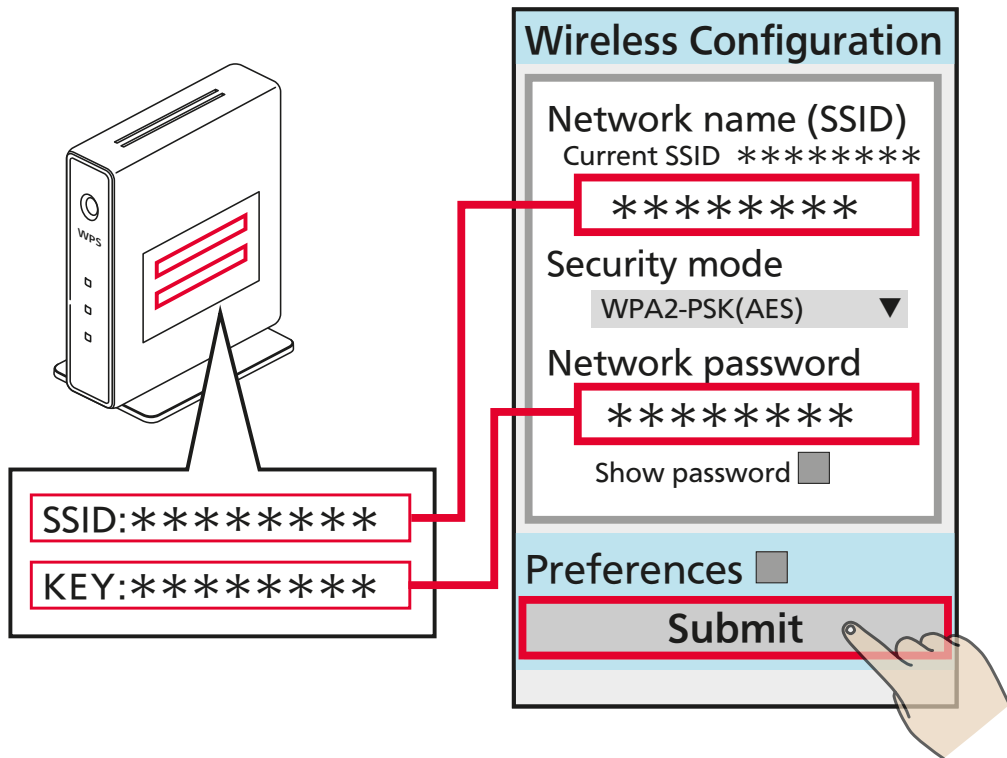 Wireless Configuration
Network name (SSID)
Current SSID ********
********
Security mode
WPA2-PSK(AES) ▼
Network password
********
Show password
Preferences
Submit
WPS
SSID:********
KEY:********